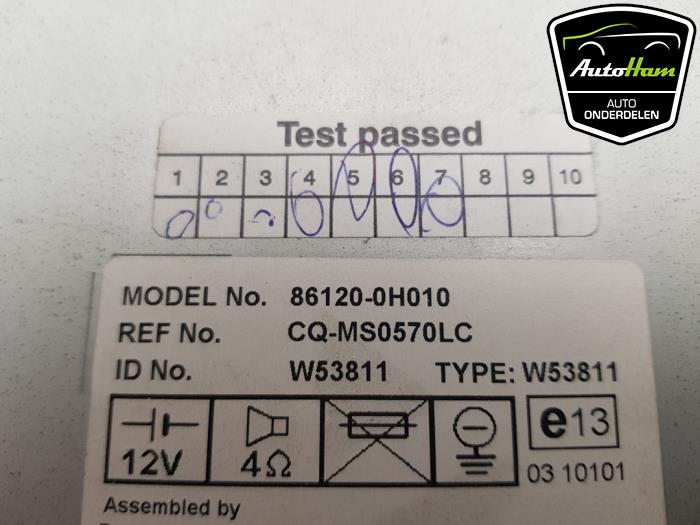 AutoHam
AUTO
ONDERDELEN
Test passed
1 2 3 4 5 6 7 8 9 10
MODEL No. 86120-0H010
REF No. CQ-MS0570LC
ID No. W53811 TYPE: W53811
12V 4Ω e13
03 10101
Assembled by